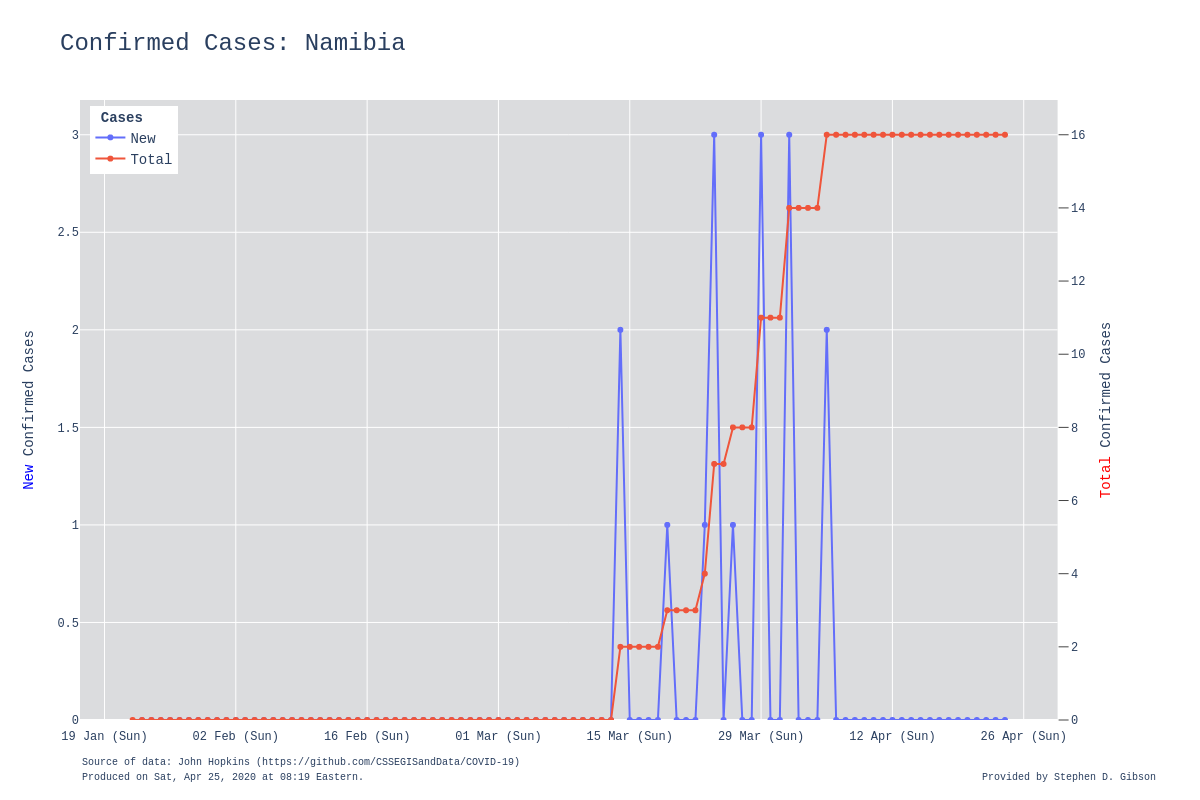 Confirmed Cases: Namibia
Cases
New
Total
3
2.5
2
1.5
1
0.5
0
New Confirmed Cases
16
14
12
10
8
6
4
2
0
Total Confirmed Cases
19 Jan (Sun) 02 Feb (Sun) 16 Feb (Sun) 01 Mar (Sun) 15 Mar (Sun) 29 Mar (Sun) 12 Apr (Sun) 26 Apr (Sun)
Source of data: John Hopkins (https://github.com/CSSEGISandData/COVID-19)
Produced on Sat, Apr 25, 2020 at 08:19 Eastern.
Provided by Stephen D. Gibson